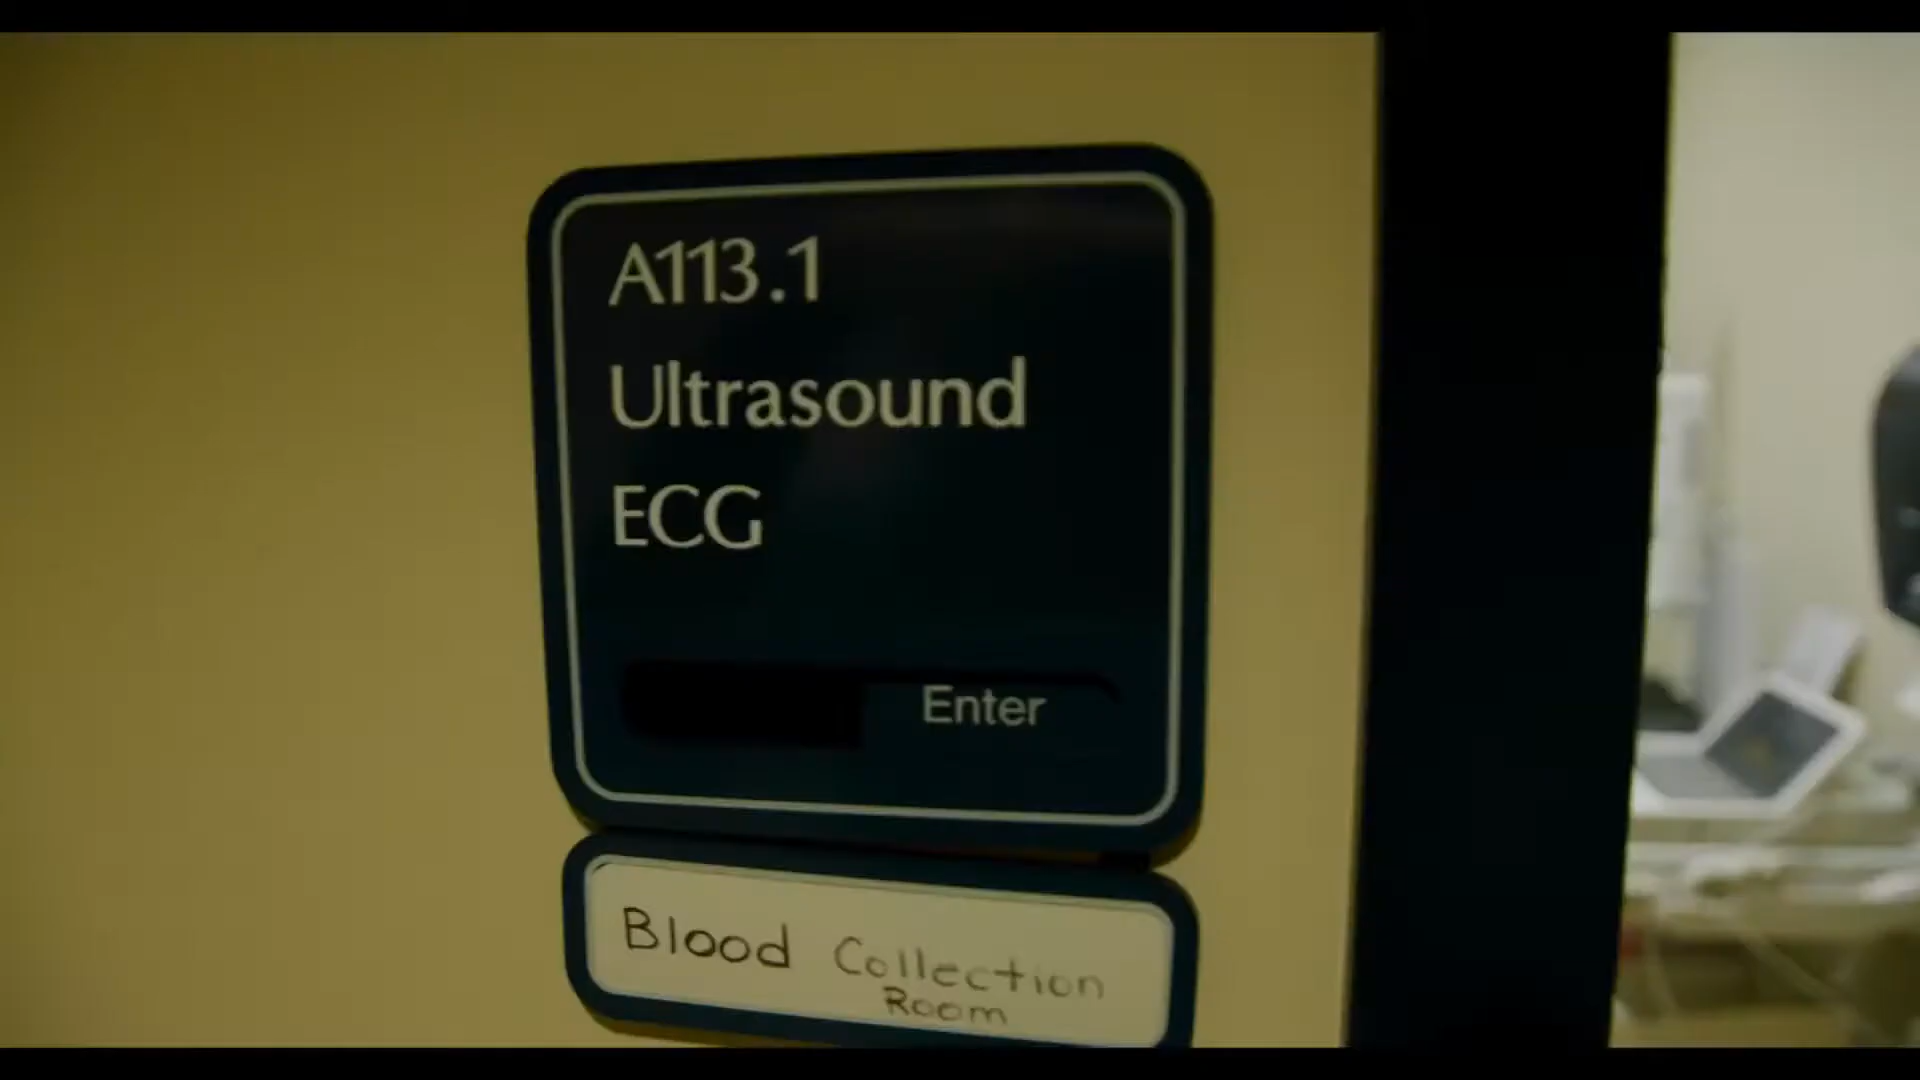 A113.1
Ultrasound
ECG
Enter
Blood Collection
Room